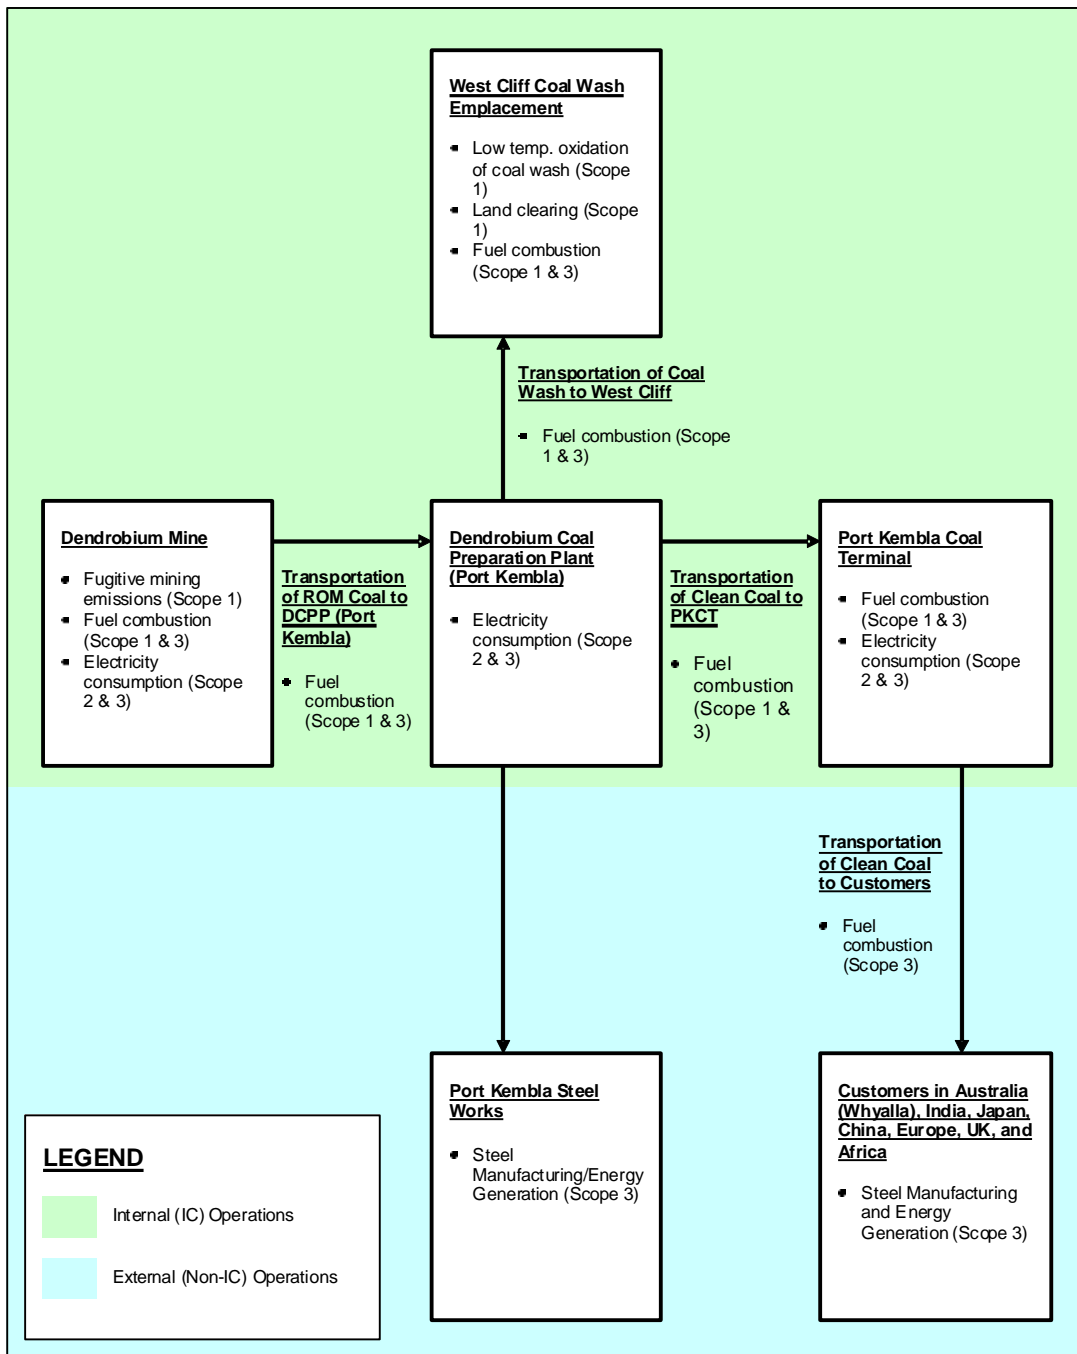 West Cliff Coal Wash
Emplacement
Low temp. oxidation
of coal wash (Scope
1)
Land clearing (Scope
1)
Fuel combustion
(Scope 1 & 3)
Transportation of Coal
Wash to West Cliff
Fuel combustion (Scope
1 & 3)
Dendrobium Mine
Fugitive mining
emissions (Scope 1)
Fuel combustion
(Scope 1 & 3)
Electricity
consumption (Scope
2 & 3)
Transportation
of ROM Coal to
DCPP (Port
Kembla)
Fuel
combustion
(Scope 1 & 3)
Dendrobium Coal
Preparation Plant
(Port Kembla)
Electricity
consumption (Scope
2 & 3)
Transportation
of Clean Coal to
PKCT
Fuel
combustion
(Scope 1 &
3)
Port Kembla Coal
Terminal
Fuel combustion
(Scope 1 & 3)
Electricity
consumption (Scope
2 & 3)
Transportation
of Clean Coal
to Customers
Fuel
combustion
(Scope 3)
Port Kembla Steel
Works
Steel
Manufacturing/Energy
Generation (Scope 3)
Customers in Australia
(Whyalla), India, Japan,
China, Europe, UK, and
Africa
Steel Manufacturing
and Energy
Generation (Scope 3)
LEGEND
Internal (IC) Operations
External (Non-IC) Operations